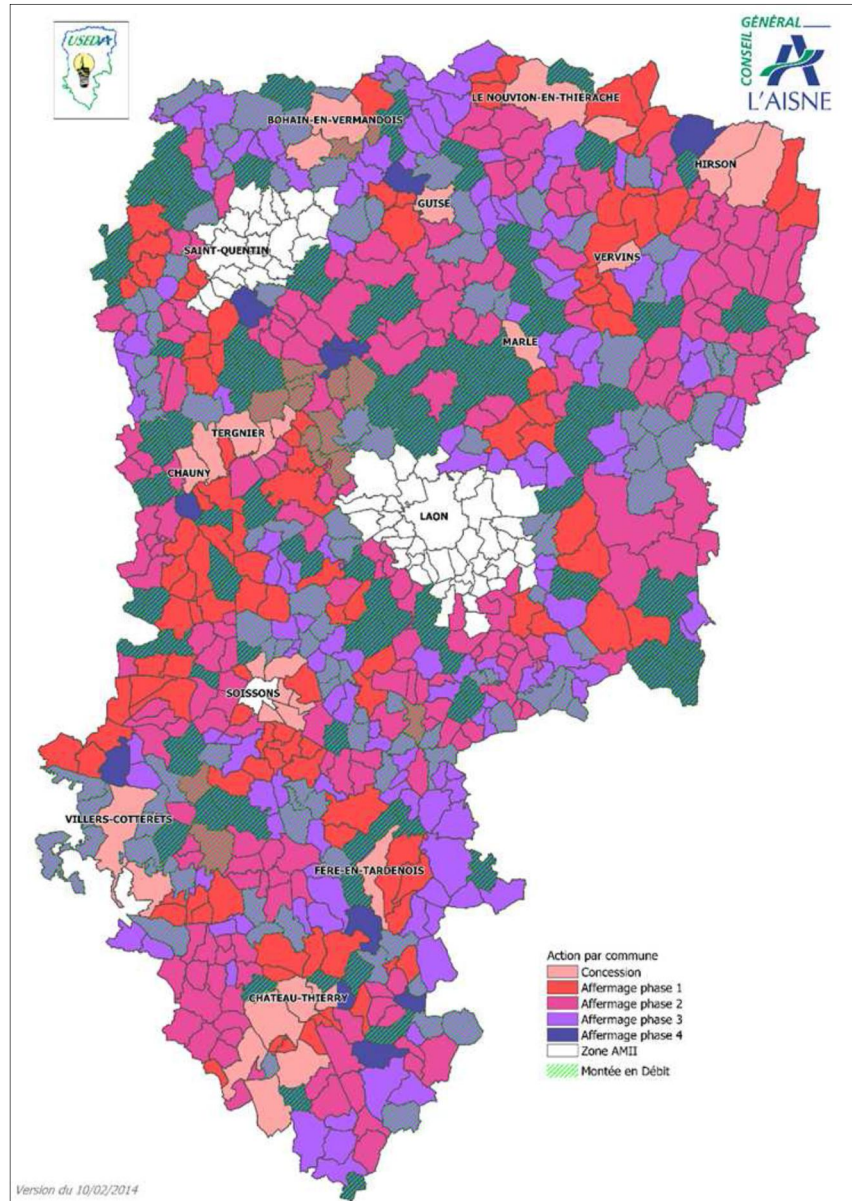 USEDA
CONSEIL
GÉNÉRAL
L'AISNE
LE NOUVION-EN-THIERACHE
BOHAIN-EN-VERMANDOIS
HIRSON
GUISE
SAINT-QUENTIN
VERVINS
MARLE
TERGNIER
CHAUNY
LAON
SOISSONS
VILLERS-COTTERETS
FERE-EN-TARDENOIS
CHATEAU-THIERRY
Action par commune
Concession
Affermage phase 1
Affermage phase 2
Affermage phase 3
Affermage phase 4
Zone AMII
Montée en Débit
Version du 10/02/2014